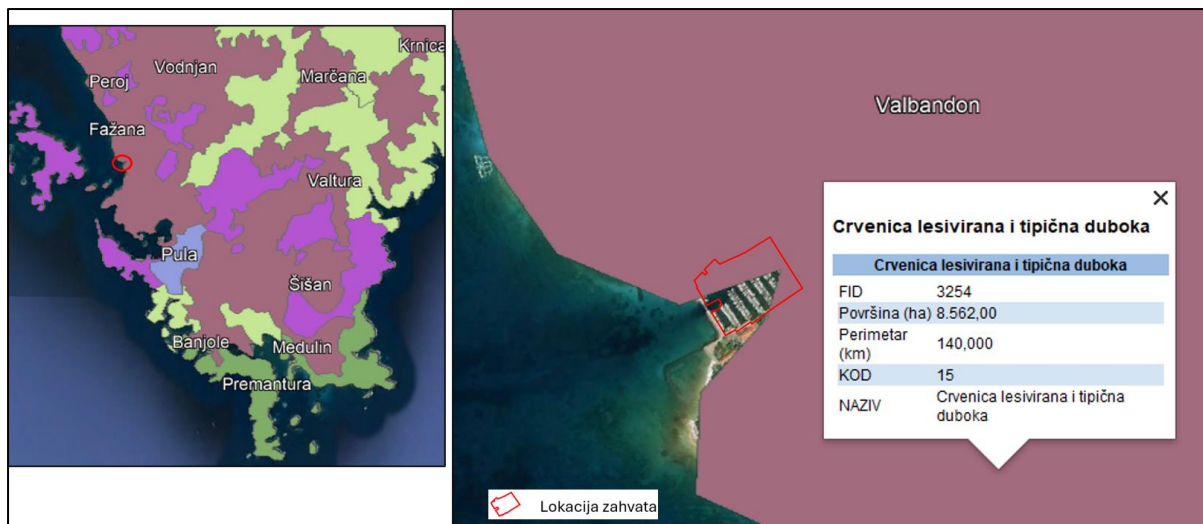 Krnica
Vodnjan
Marčana
Peroj
Fažana
Valtura
Pula
Šišan
Banjole
Medulin
Premantura
Valbandon
Crvenica lesivirana i tipična duboka
Crvenica lesivirana i tipična duboka
FID 3254
Površina (ha) 8.562,00
Perimetar
(km) 140,000
KOD 15
NAZIV Crvenica lesivirana i tipična
duboka
Lokacija zahvata